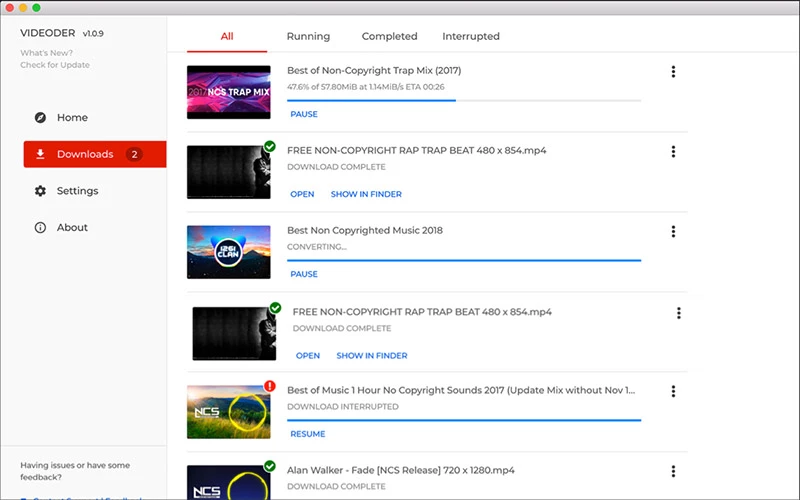 VIDEODER v1.0.9
What's New?
Check for Update
Home
Downloads 2
Settings
About
Having issues or have some
feedback?
All Running Completed Interrupted
2017 NCS TRAP MIX
Best of Non-Copyright Trap Mix (2017)
47.6% of 57.80MiB at 1.14MiB/s ETA 00:26
PAUSE
FREE NON-COPYRIGHT RAP TRAP BEAT 480 x 854.mp4
DOWNLOAD COMPLETE
OPEN SHOW IN FINDER
Best Non Copyrighted Music 2018
CONVERTING...
PAUSE
FREE NON-COPYRIGHT RAP TRAP BEAT 480 x 854.mp4
DOWNLOAD COMPLETE
OPEN SHOW IN FINDER
NCS
Best of Music 1 Hour No Copyright Sounds 2017 (Update Mix without Nov 1...
DOWNLOAD INTERRUPTED
RESUME
NCS
Alan Walker - Fade [NCS Release] 720 x 1280.mp4
DOWNLOAD COMPLETE